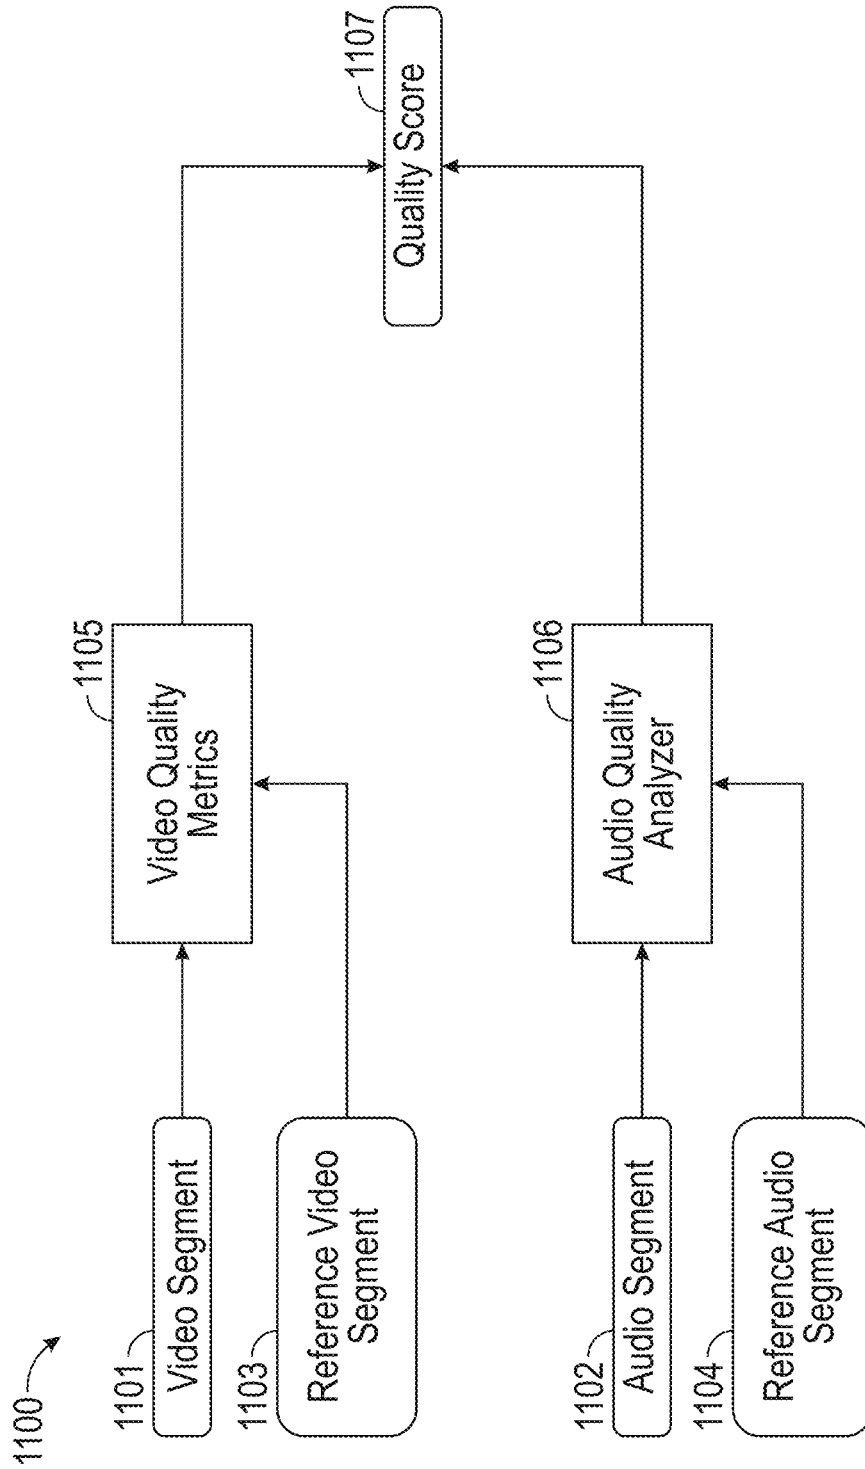 1100
1101
Video Segment
1103
Reference Video
Segment
1105
Video Quality
Metrics
1102
Audio Segment
1104
Reference Audio
Segment
1106
Audio Quality
Analyzer
1107
Quality Score